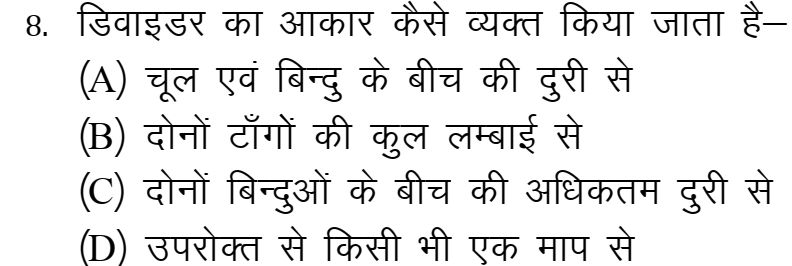 8. डिवाइडर का आकार कैसे व्यक्त किया जाता है–
(A) चूल एवं बिन्दु के बीच की दुरी से
(B) दोनों टाँगों की कुल लम्बाई से
(C) दोनों बिन्दुओं के बीच की अधिकतम दुरी से
(D) उपरोक्त से किसी भी एक माप से